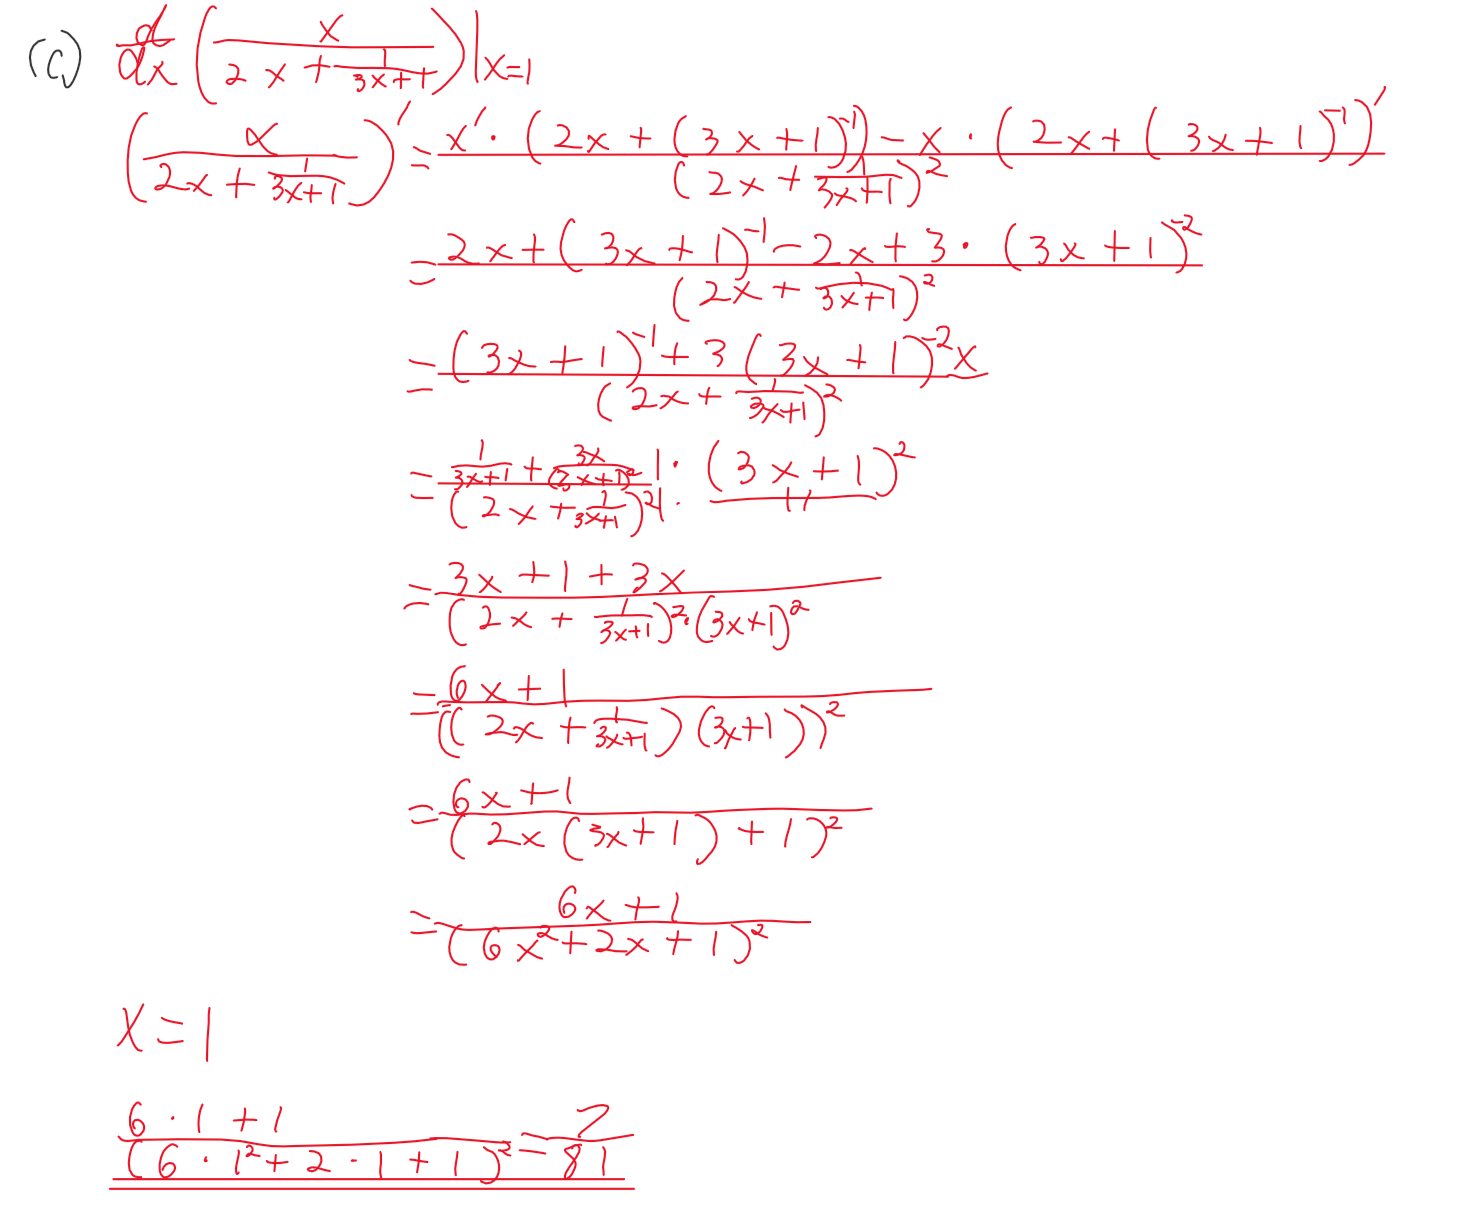 (c) d/dx (x/(2x + 1/(3x+1)))|x=1
(x/(2x + 1/(3x+1)))' = (x' · (2x + (3x+1)^-1) - x · (2x + (3x+1)^-1)')/(2x + 1/(3x+1))^2
= (2x + (3x+1)^-1 - 2x + 3 · (3x+1)^-2)/(2x + 1/(3x+1))^2
= ((3x+1)^-1 + 3(3x+1)^-2 x)/(2x + 1/(3x+1))^2
= (1/(3x+1) + 3x/(3x+1)^2)/(2x + 1/(3x+1))^2 · (3x+1)^2/11
= (3x+1+3x)/((2x + 1/(3x+1))^2 · (3x+1)^2)
= (6x+1)/((2x + 1/(3x+1))(3x+1))^2
= (6x+1)/(2x(3x+1)+1)^2
= (6x+1)/(6x^2+2x+1)^2
x = 1
(6 · 1 + 1)/(6 · 1^2 + 2 · 1 + 1)^2 = 7/81